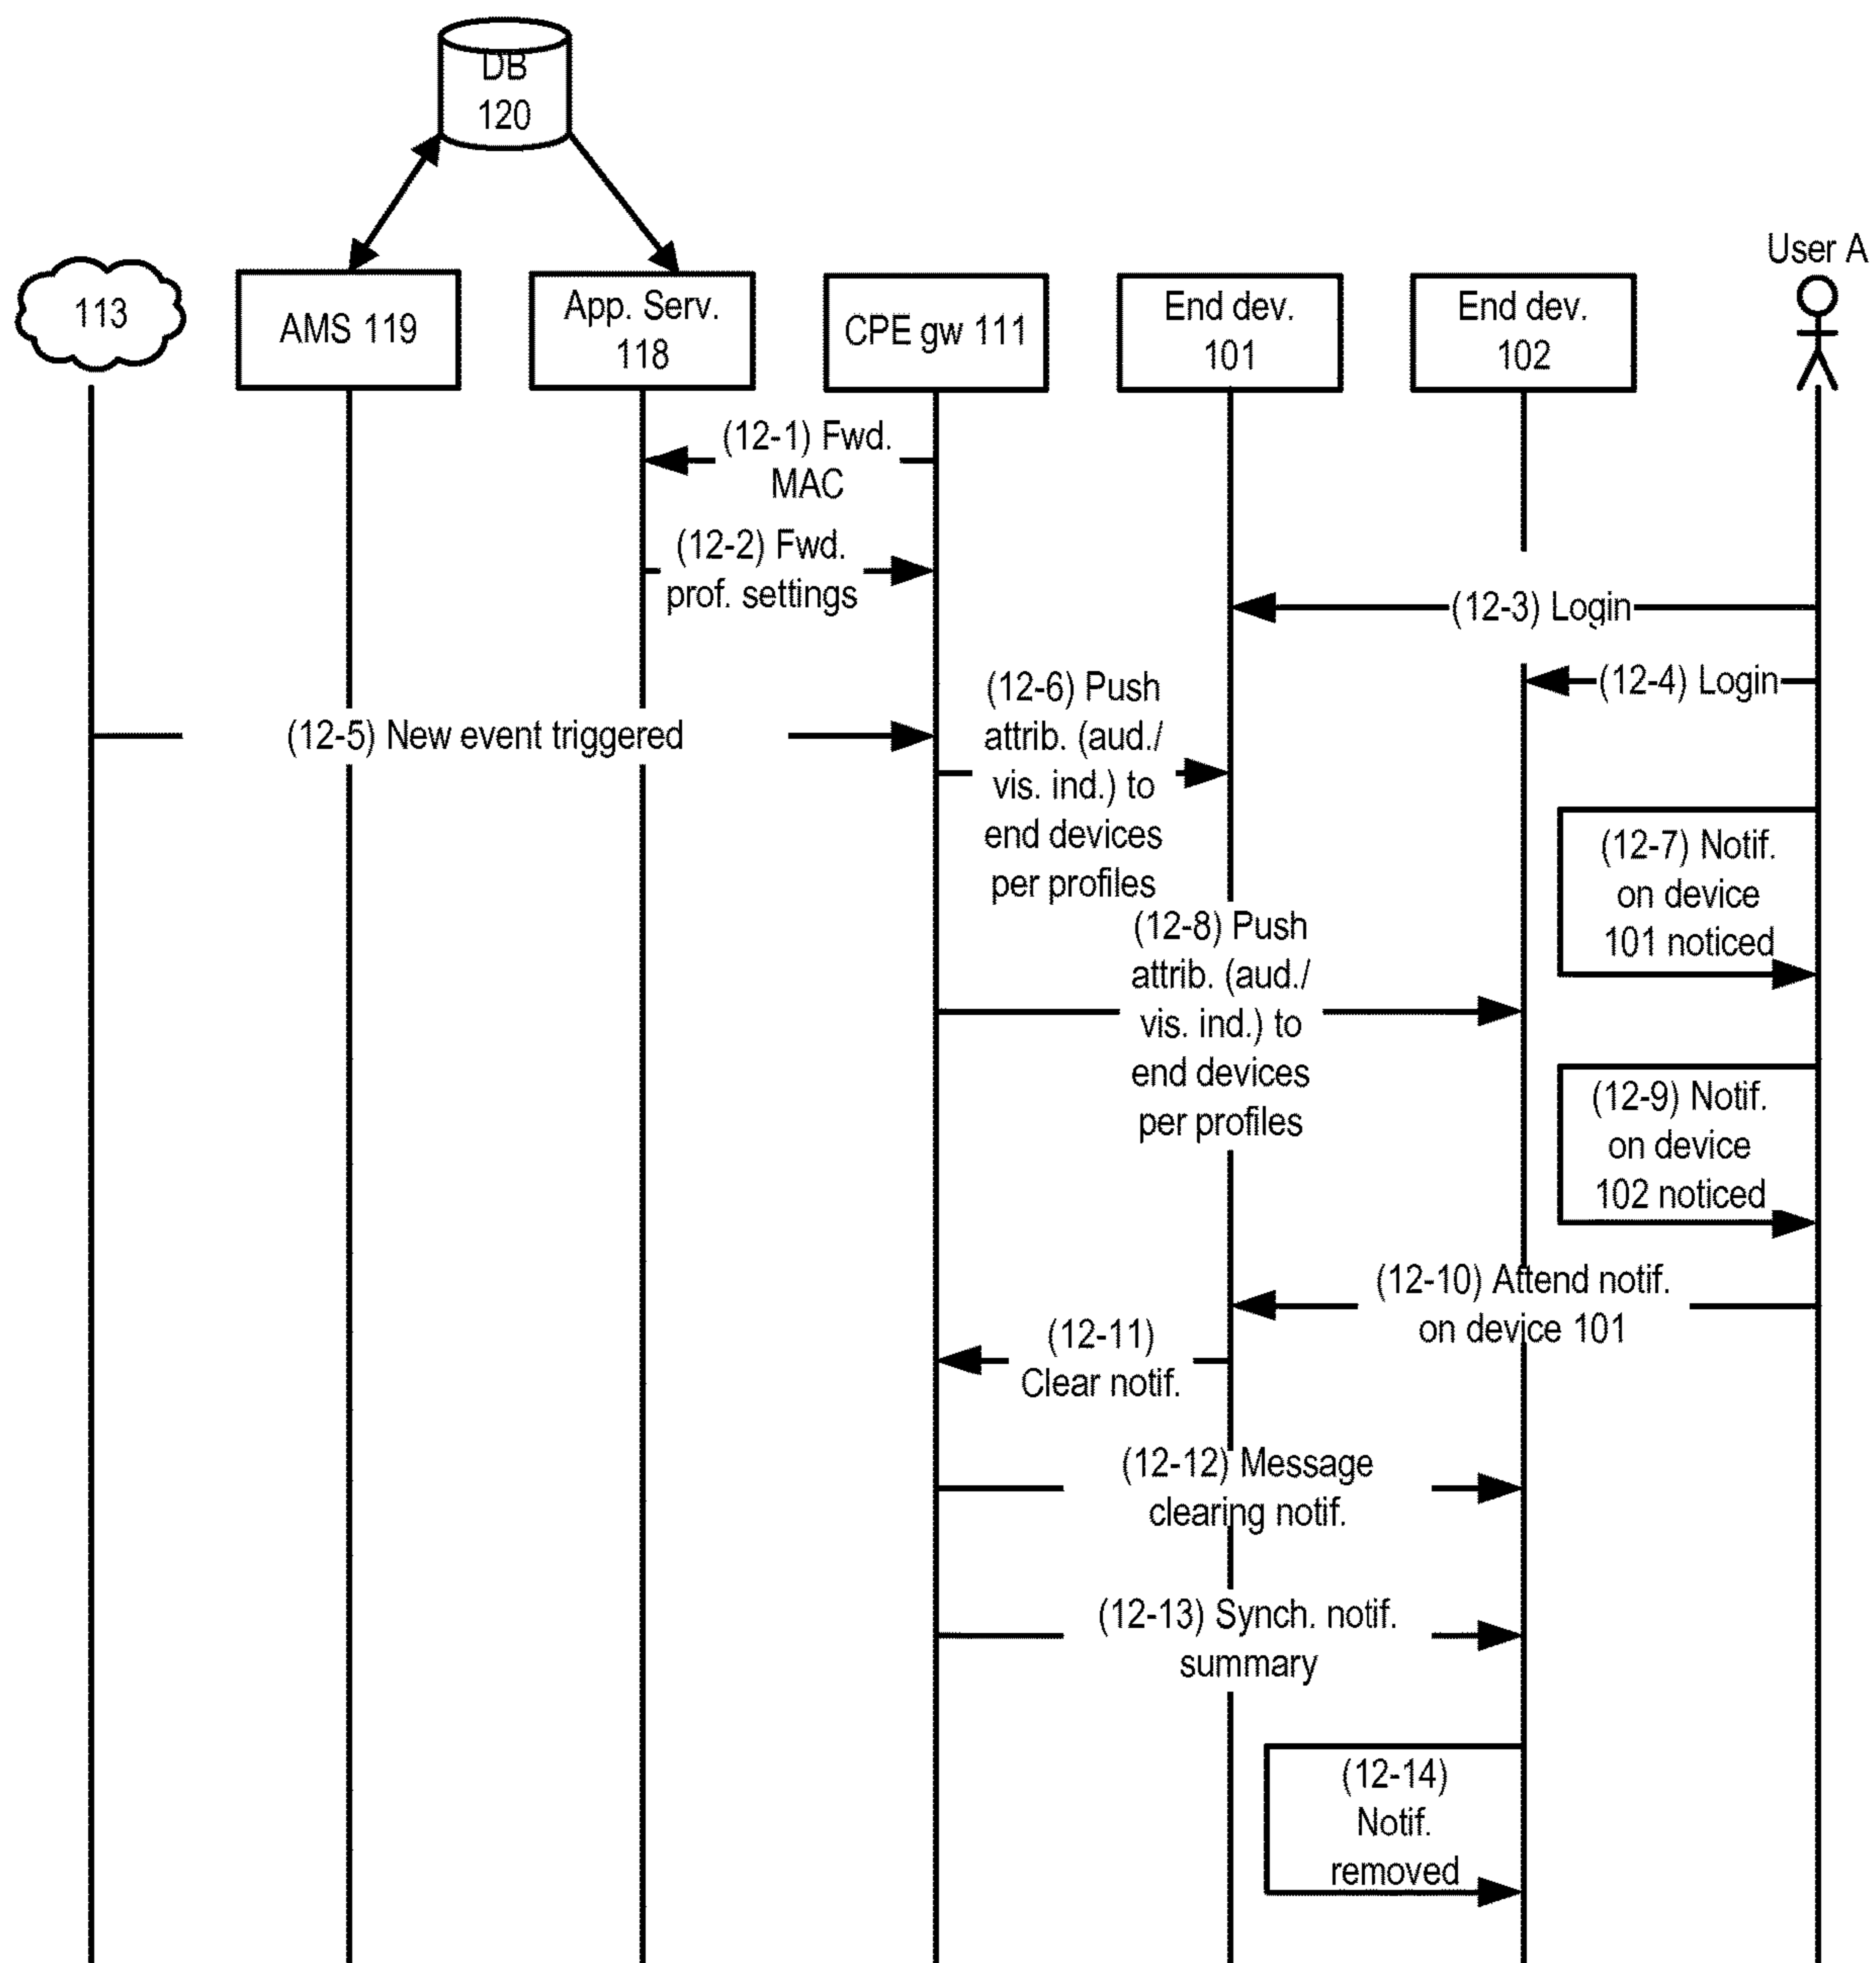 DB
120
User A
113
AMS 119
App. Serv.
118
CPE gw 111
End dev.
101
End dev.
102
(12-1) Fwd.
MAC
(12-2) Fwd.
prof. settings
(12-3) Login
(12-4) Login
(12-5) New event triggered
(12-6) Push
attrib. (aud./
vis. ind.) to
end devices
per profiles
(12-7) Notif.
on device
101 noticed
(12-8) Push
attrib. (aud./
vis. ind.) to
end devices
per profiles
(12-9) Notif.
on device
102 noticed
(12-10) Attend notif.
on device 101
(12-11)
Clear notif.
(12-12) Message
clearing notif.
(12-13) Synch. notif.
summary
(12-14)
Notif.
removed